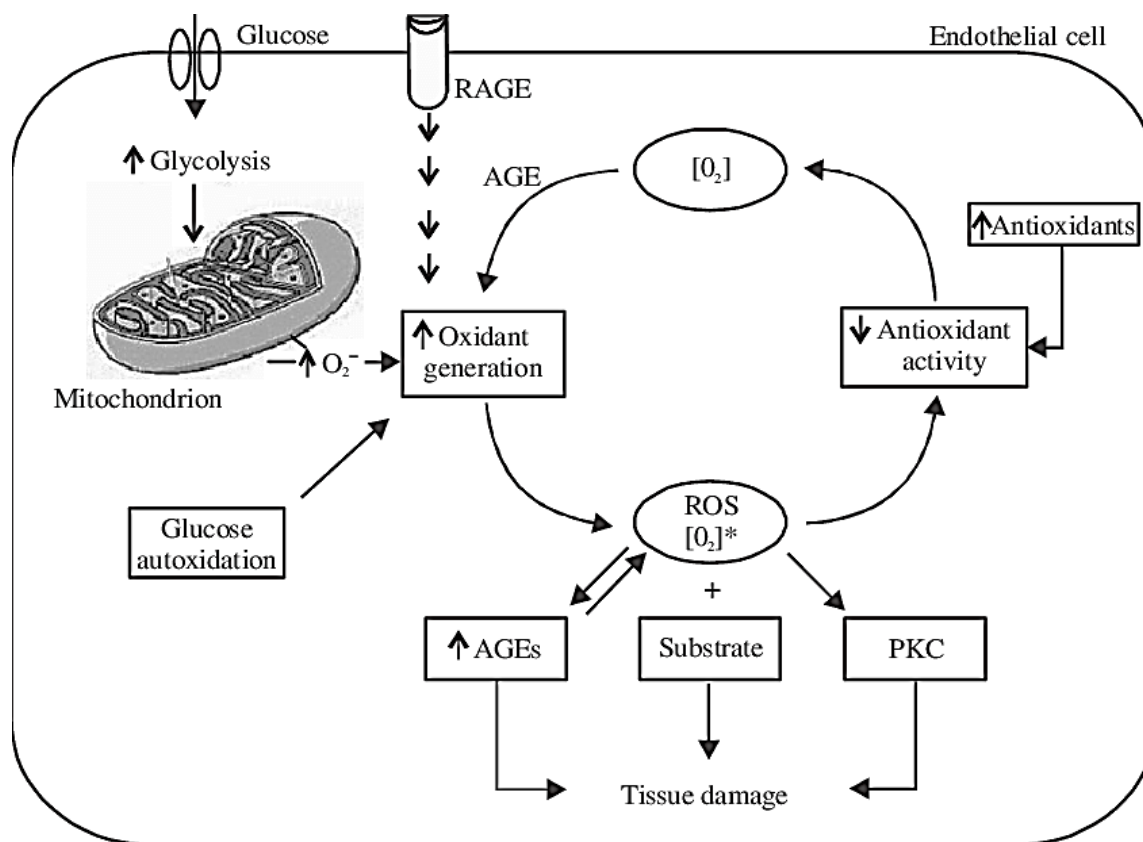 Glucose
Endothelial cell
RAGE
↑ Glycolysis
AGE
[0₂]
↑Antioxidants
↑ Oxidant
generation
↓ Antioxidant
activity
↑ O₂⁻
Mitochondrion
Glucose
autoxidation
ROS
[0₂]*
+
↑ AGEs
Substrate
PKC
Tissue damage